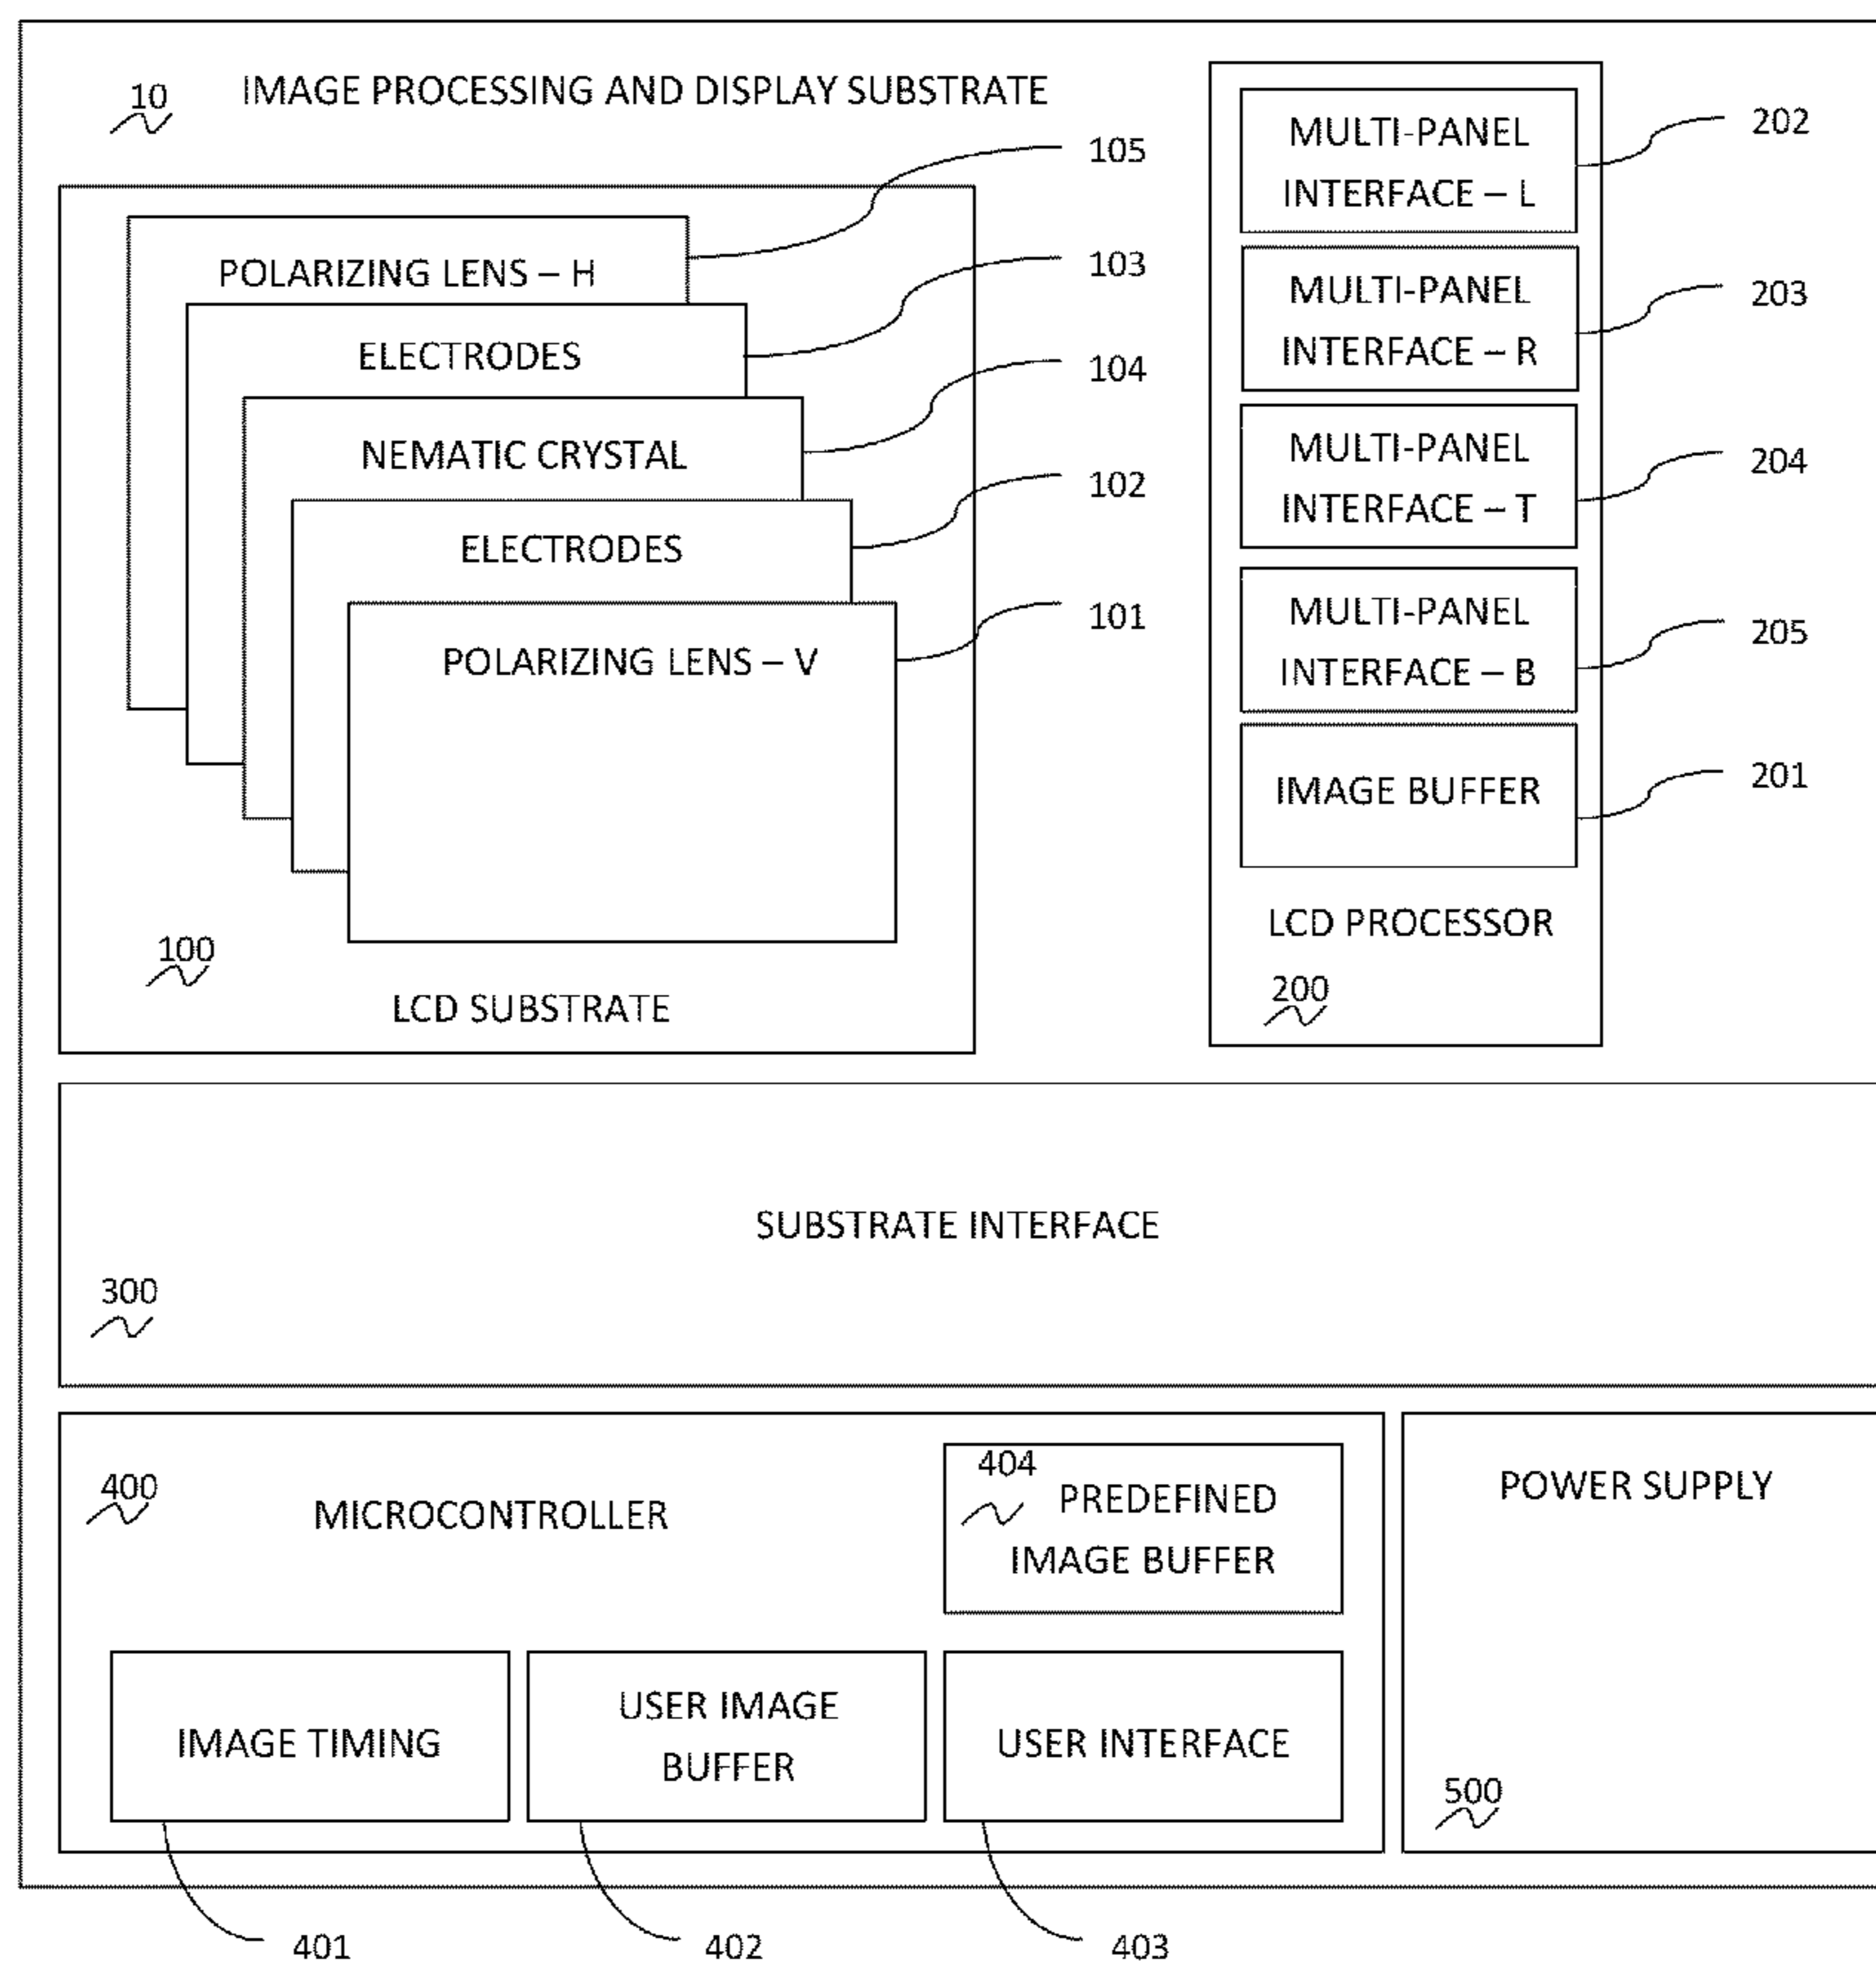 10
IMAGE PROCESSING AND DISPLAY SUBSTRATE
105
POLARIZING LENS – H
103
ELECTRODES
104
NEMATIC CRYSTAL
102
ELECTRODES
101
POLARIZING LENS – V
100
LCD SUBSTRATE
MULTI-PANEL
INTERFACE – L
202
MULTI-PANEL
INTERFACE – R
203
MULTI-PANEL
INTERFACE – T
204
MULTI-PANEL
INTERFACE – B
205
IMAGE BUFFER
201
LCD PROCESSOR
200
SUBSTRATE INTERFACE
300
400
MICROCONTROLLER
404
PREDEFINED
IMAGE BUFFER
IMAGE TIMING
USER IMAGE
BUFFER
USER INTERFACE
POWER SUPPLY
500
401
402
403